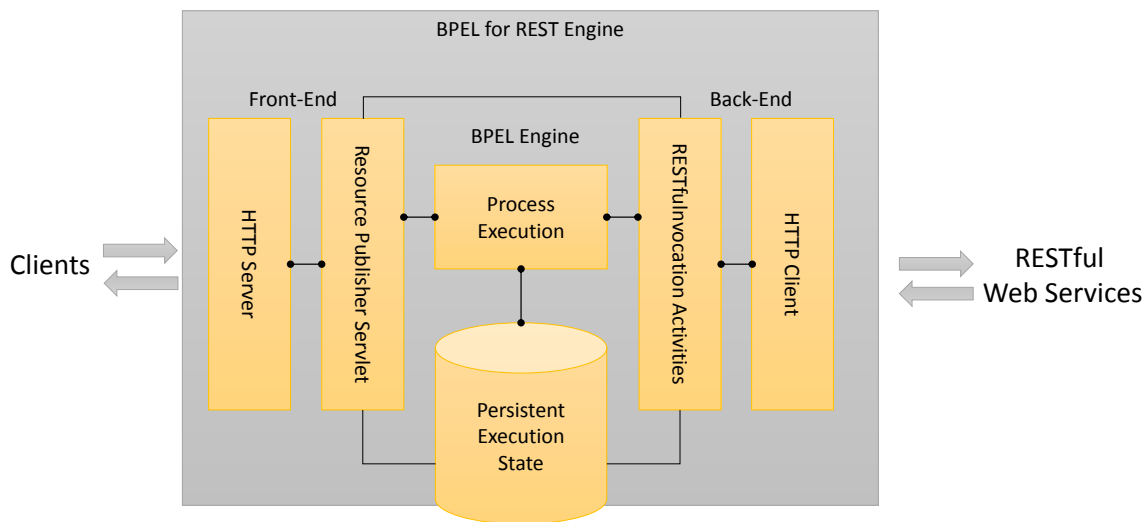 BPEL for REST Engine
Front-End
Back-End
BPEL Engine
HTTP Server
Resource Publisher Servlet
Process
Execution
RESTfulnvocation Activities
HTTP Client
Clients
RESTful
Web Services
Persistent
Execution
State